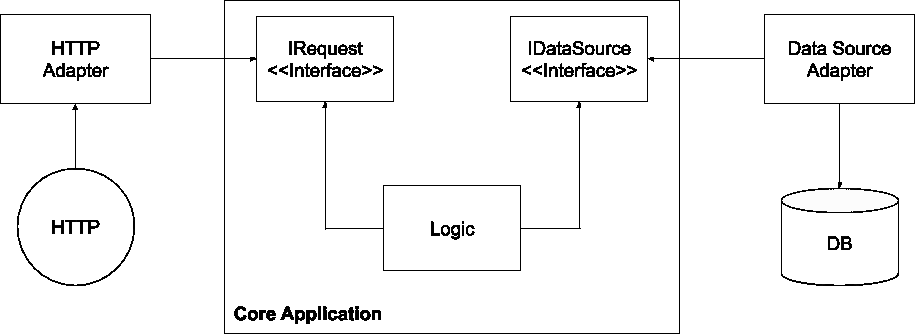 HTTP
Adapter
IRequest
<<Interface>>
IDataSource
<<Interface>>
Data Source
Adapter
HTTP
Logic
DB
Core Application